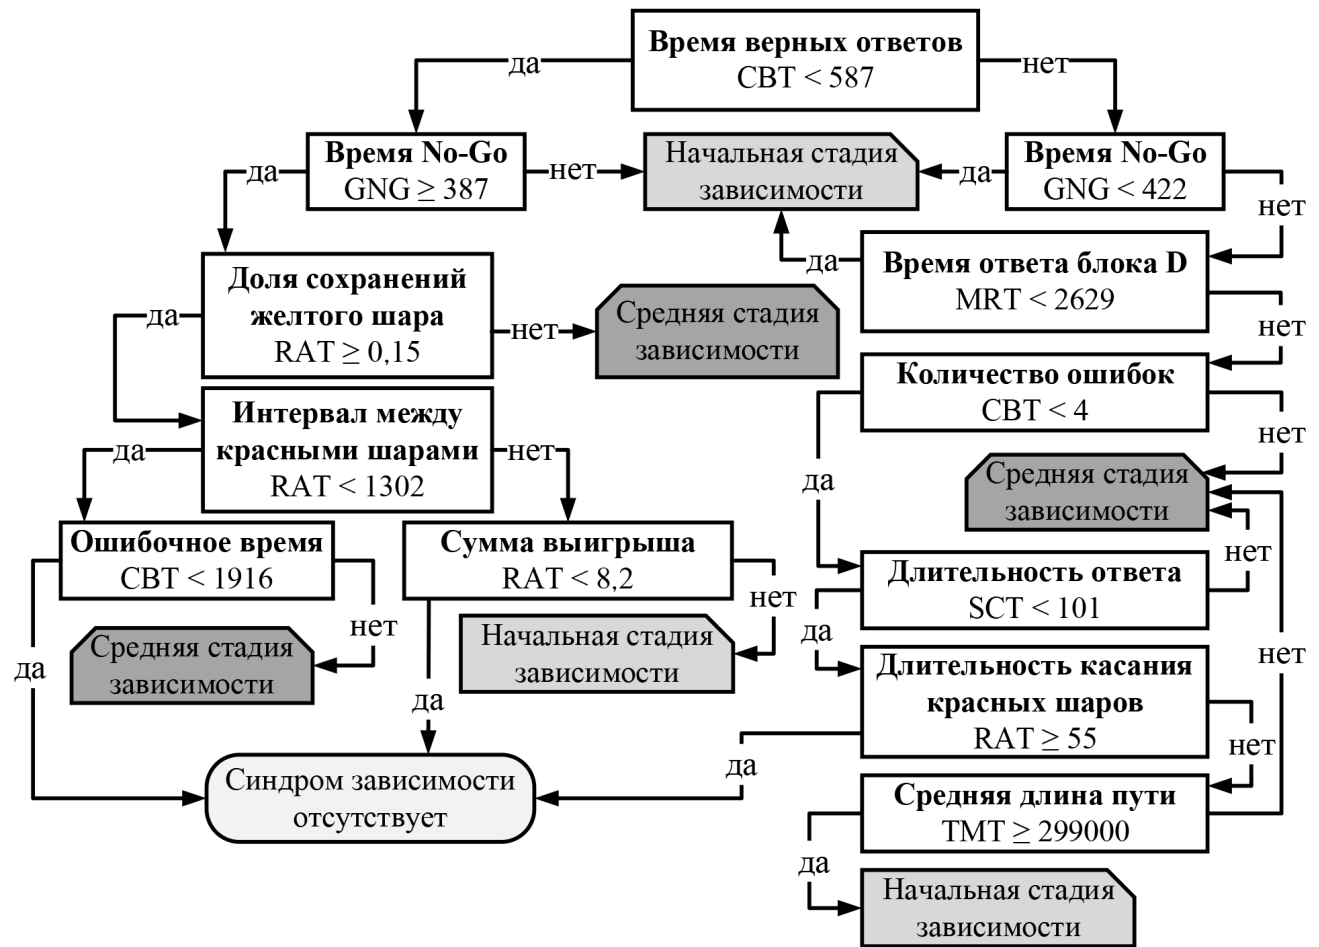 Время верных ответов
CBT < 587
да
нет
Время No-Go
GNG ≥ 387
да
нет
Начальная стадия
зависимости
да
Время No-Go
GNG < 422
нет
Доля сохранений
желтого шара
RAT ≥ 0,15
да
нет
Средняя стадия
зависимости
да
Время ответа блока D
MRT < 2629
нет
Интервал между
красными шарами
RAT < 1302
да
нет
Количество ошибок
CBT < 4
да
нет
Средняя стадия
зависимости
Ошибочное время
CBT < 1916
да
нет
Средняя стадия
зависимости
Сумма выигрыша
RAT < 8,2
да
нет
Начальная стадия
зависимости
Длительность ответа
SCT < 101
да
нет
Длительность касания
красных шаров
RAT ≥ 55
да
нет
нет
Синдром зависимости
отсутствует
Средняя длина пути
TMT ≥ 299000
да
Начальная стадия
зависимости